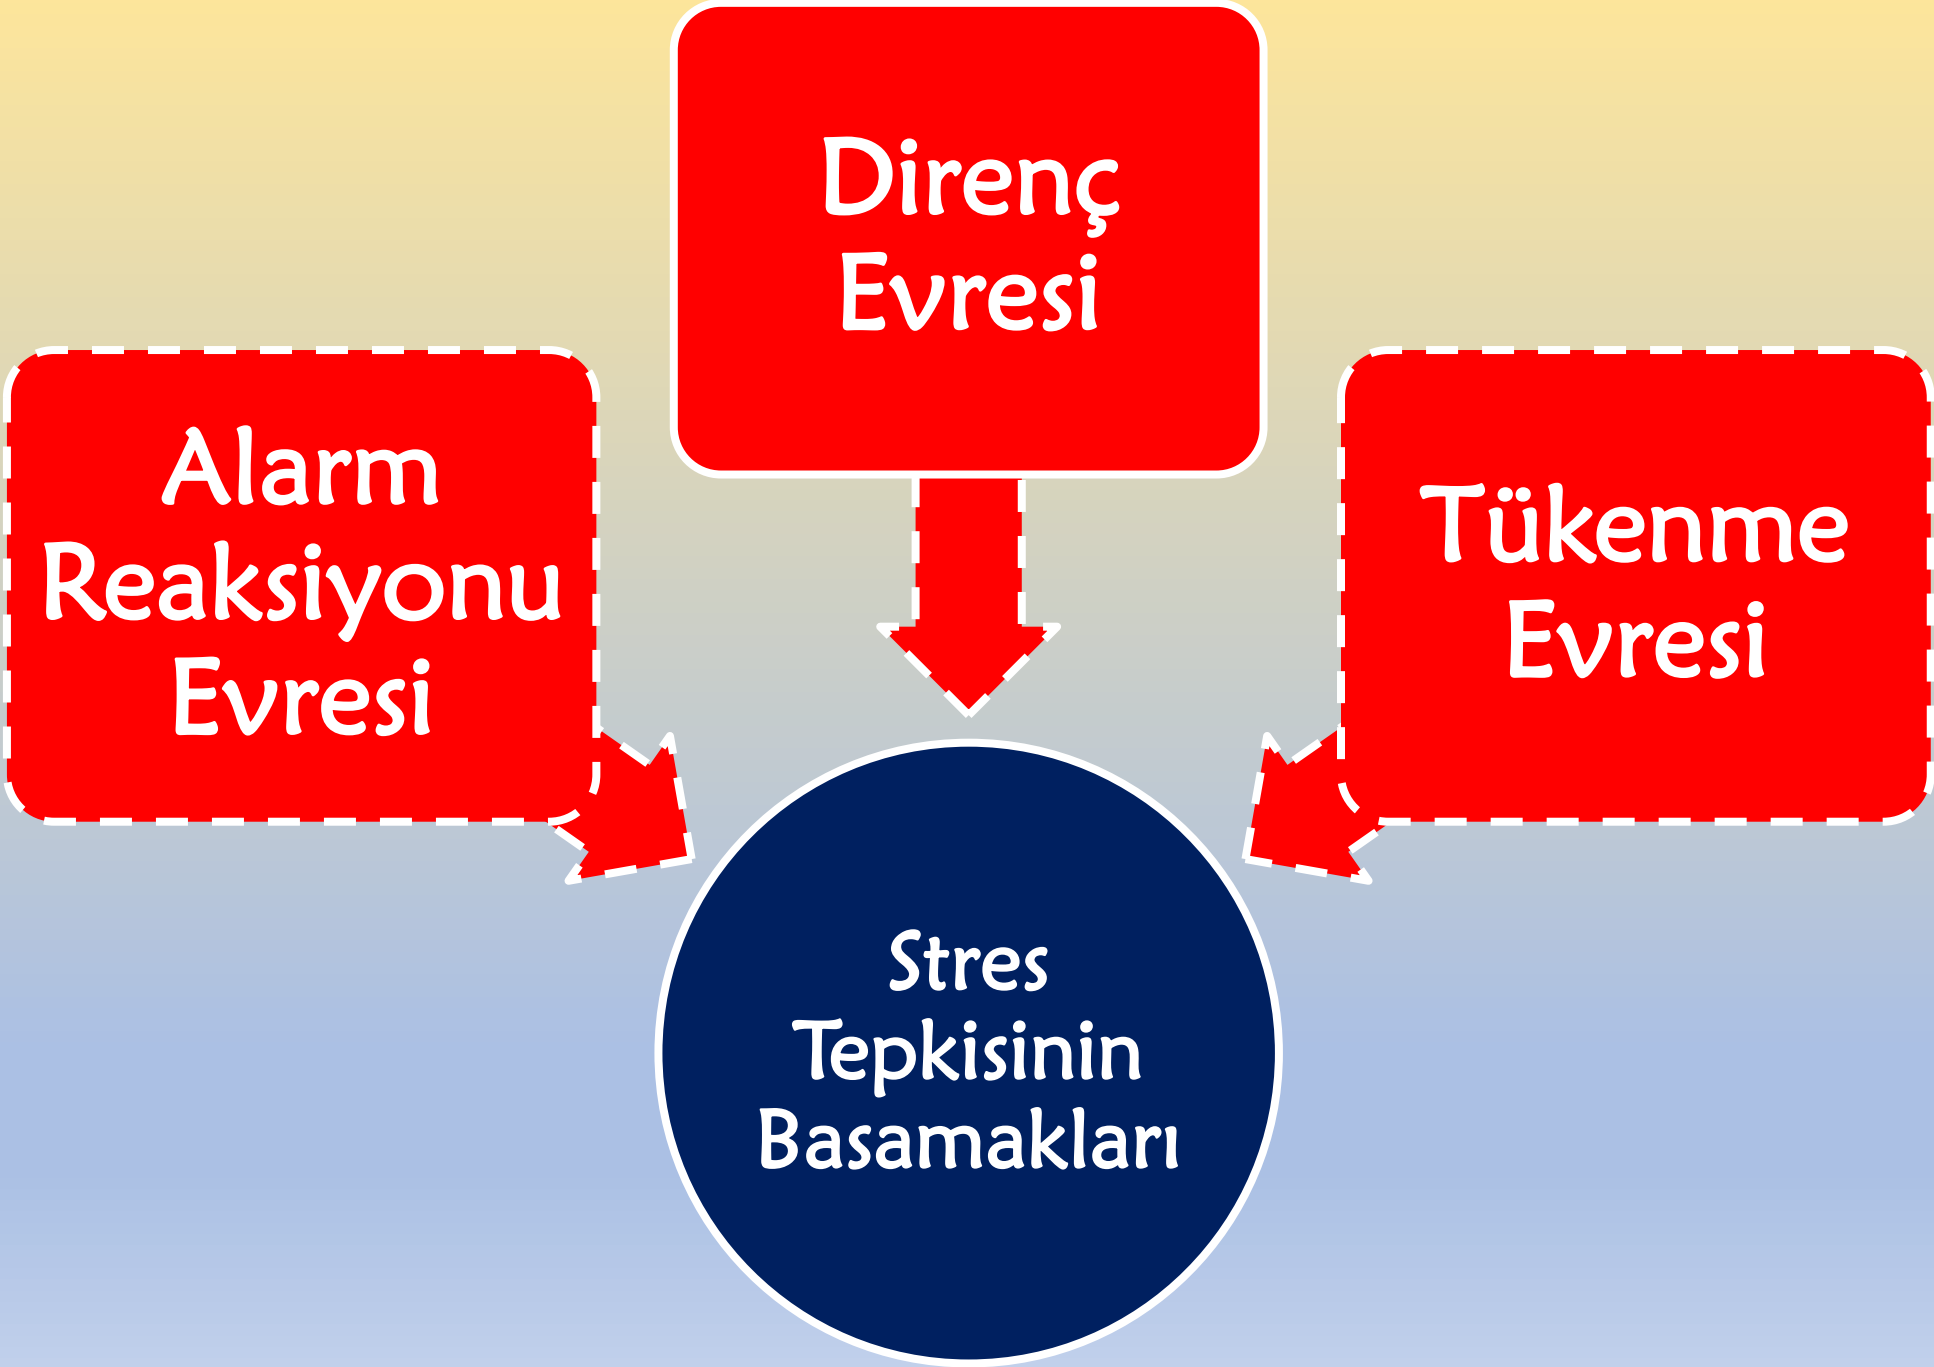 Alarm
Reaksiyonu
Evresi
Direnç
Evresi
Tükenme
Evresi
Stres
Tepkisinin
Basamakları